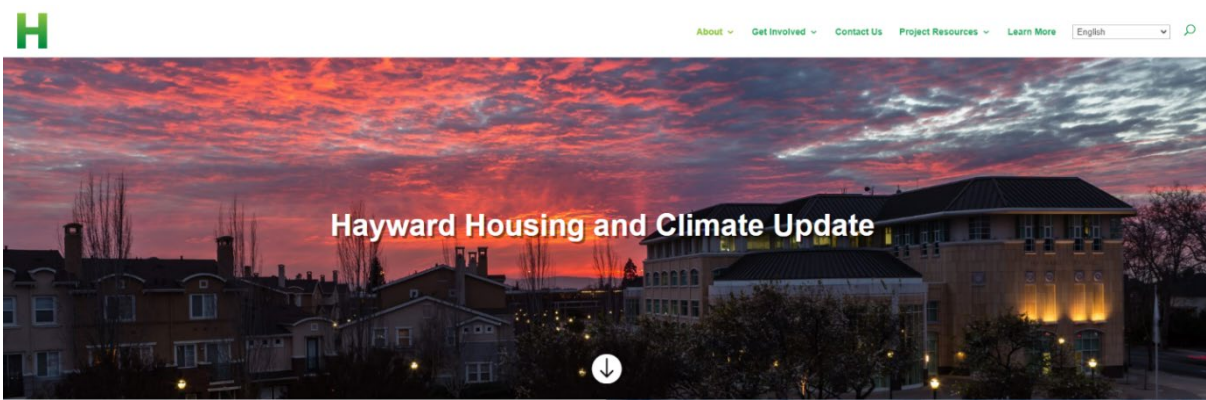 H
About Get Involved Contact Us Project Resources Learn More English
Hayward Housing and Climate Update